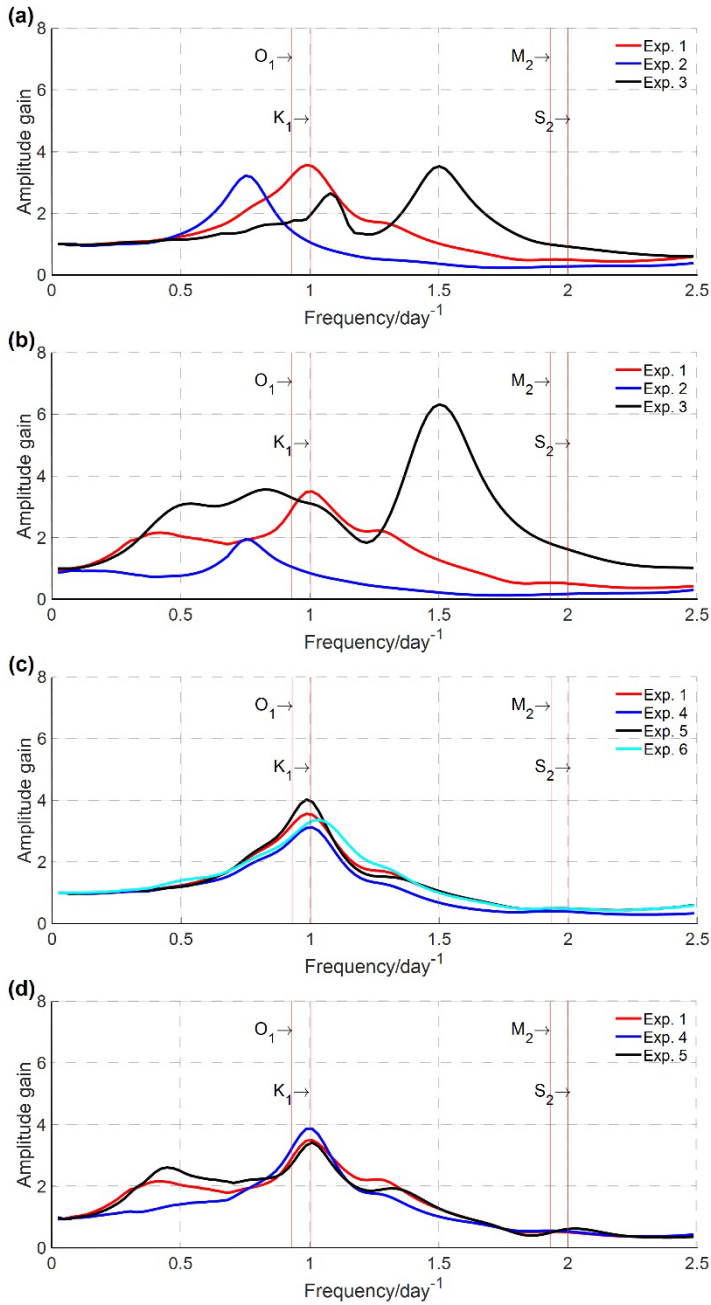 (a)
Amplitude gain
8
6
4
2
0
O1→
K1→
M2→
S2→
Exp. 1
Exp. 2
Exp. 3
0
0.5
1
1.5
2
2.5
Frequency/day-1
(b)
Amplitude gain
8
6
4
2
0
O1→
K1→
M2→
S2→
Exp. 1
Exp. 2
Exp. 3
0
0.5
1
1.5
2
2.5
Frequency/day-1
(c)
Amplitude gain
8
6
4
2
0
O1→
K1→
M2→
S2→
Exp. 1
Exp. 4
Exp. 5
Exp. 6
0
0.5
1
1.5
2
2.5
Frequency/day-1
(d)
Amplitude gain
8
6
4
2
0
O1→
K1→
M2→
S2→
Exp. 1
Exp. 4
Exp. 5
0
0.5
1
1.5
2
2.5
Frequency/day-1